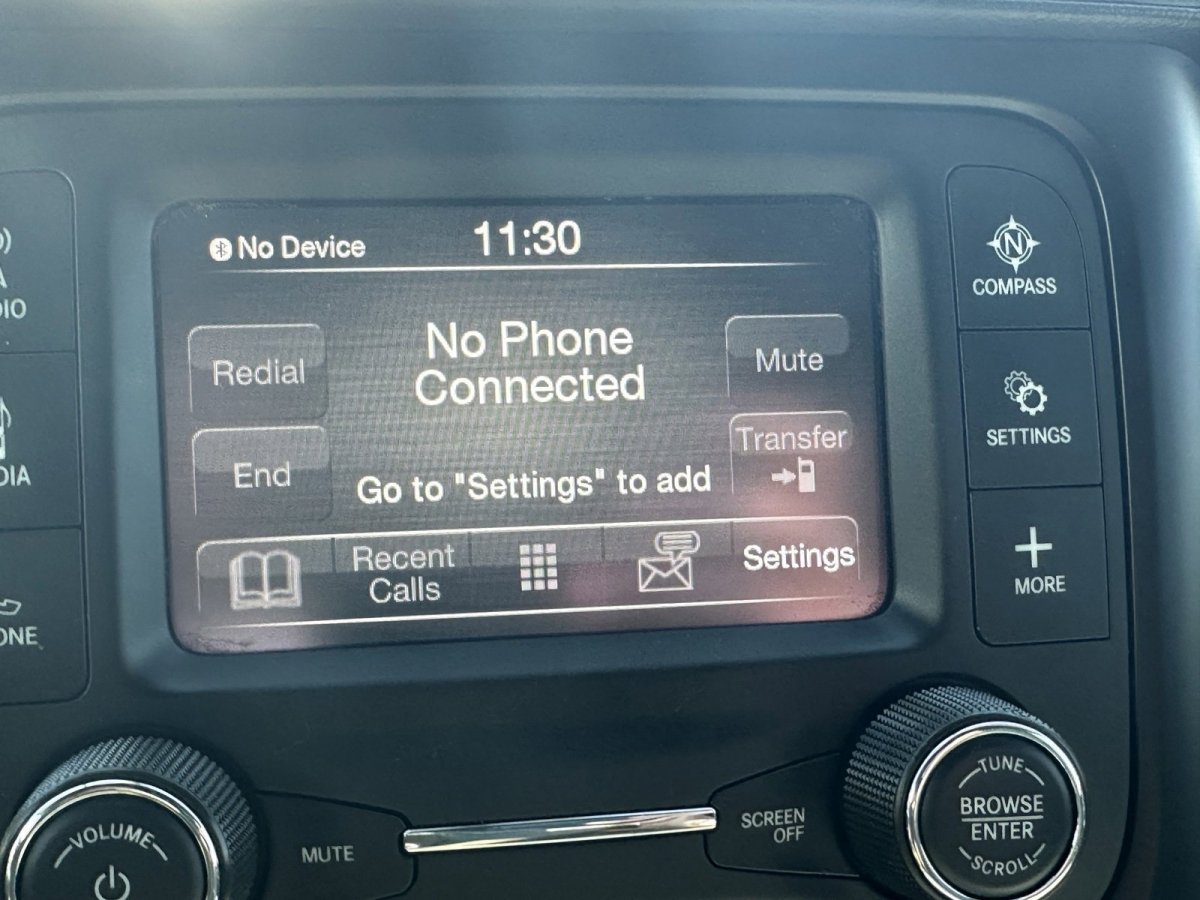 No Device
11:30
No Phone
Connected
Redial
Mute
End
Transfer
Go to "Settings" to add
Recent
Calls
Settings
COMPASS
SETTINGS
MORE
VOLUME
MUTE
SCREEN
OFF
TUNE
BROWSE
ENTER
SCROLL